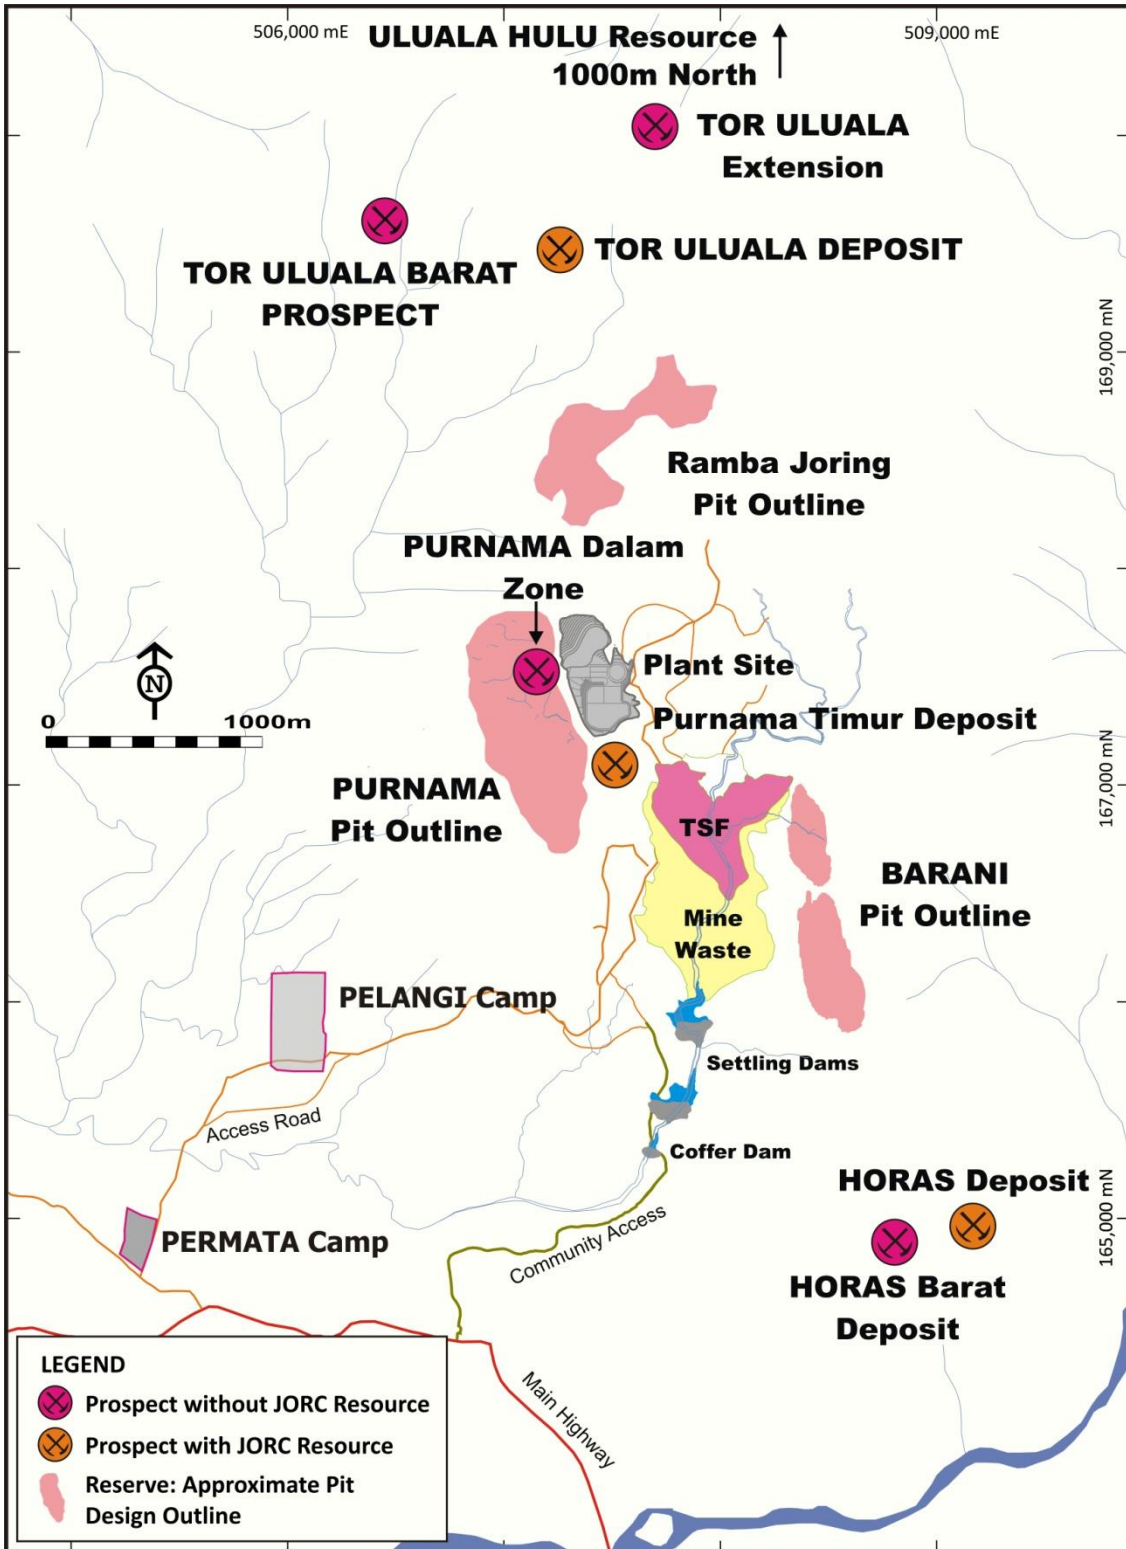 506,000 mE
ULUALA HULU Resource
1000m North
509,000 mE
TOR ULUALA
Extension
TOR ULUALA DEPOSIT
TOR ULUALA BARAT
PROSPECT
169,000 mN
Ramba Joring
Pit Outline
PURNAMA Dalam
Zone
Plant Site
N
0 1000m
Purnama Timur Deposit
167,000 mN
PURNAMA
Pit Outline
TSF
BARANI
Pit Outline
Mine
Waste
PELANGI Camp
Settling Dams
Access Road
Coffer Dam
HORAS Deposit
165,000 mN
PERMATA Camp
Community Access
HORAS Barat
Deposit
Main Highway
LEGEND
Prospect without JORC Resource
Prospect with JORC Resource
Reserve: Approximate Pit
Design Outline